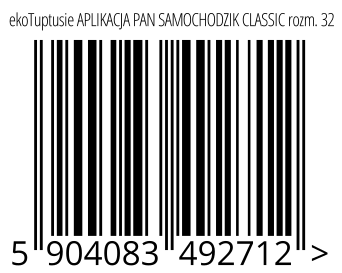 ekoTuptusie APLIKACJA PAN SAMOCHODZIK CLASSIC rozm. 32
5 904083 492712 >